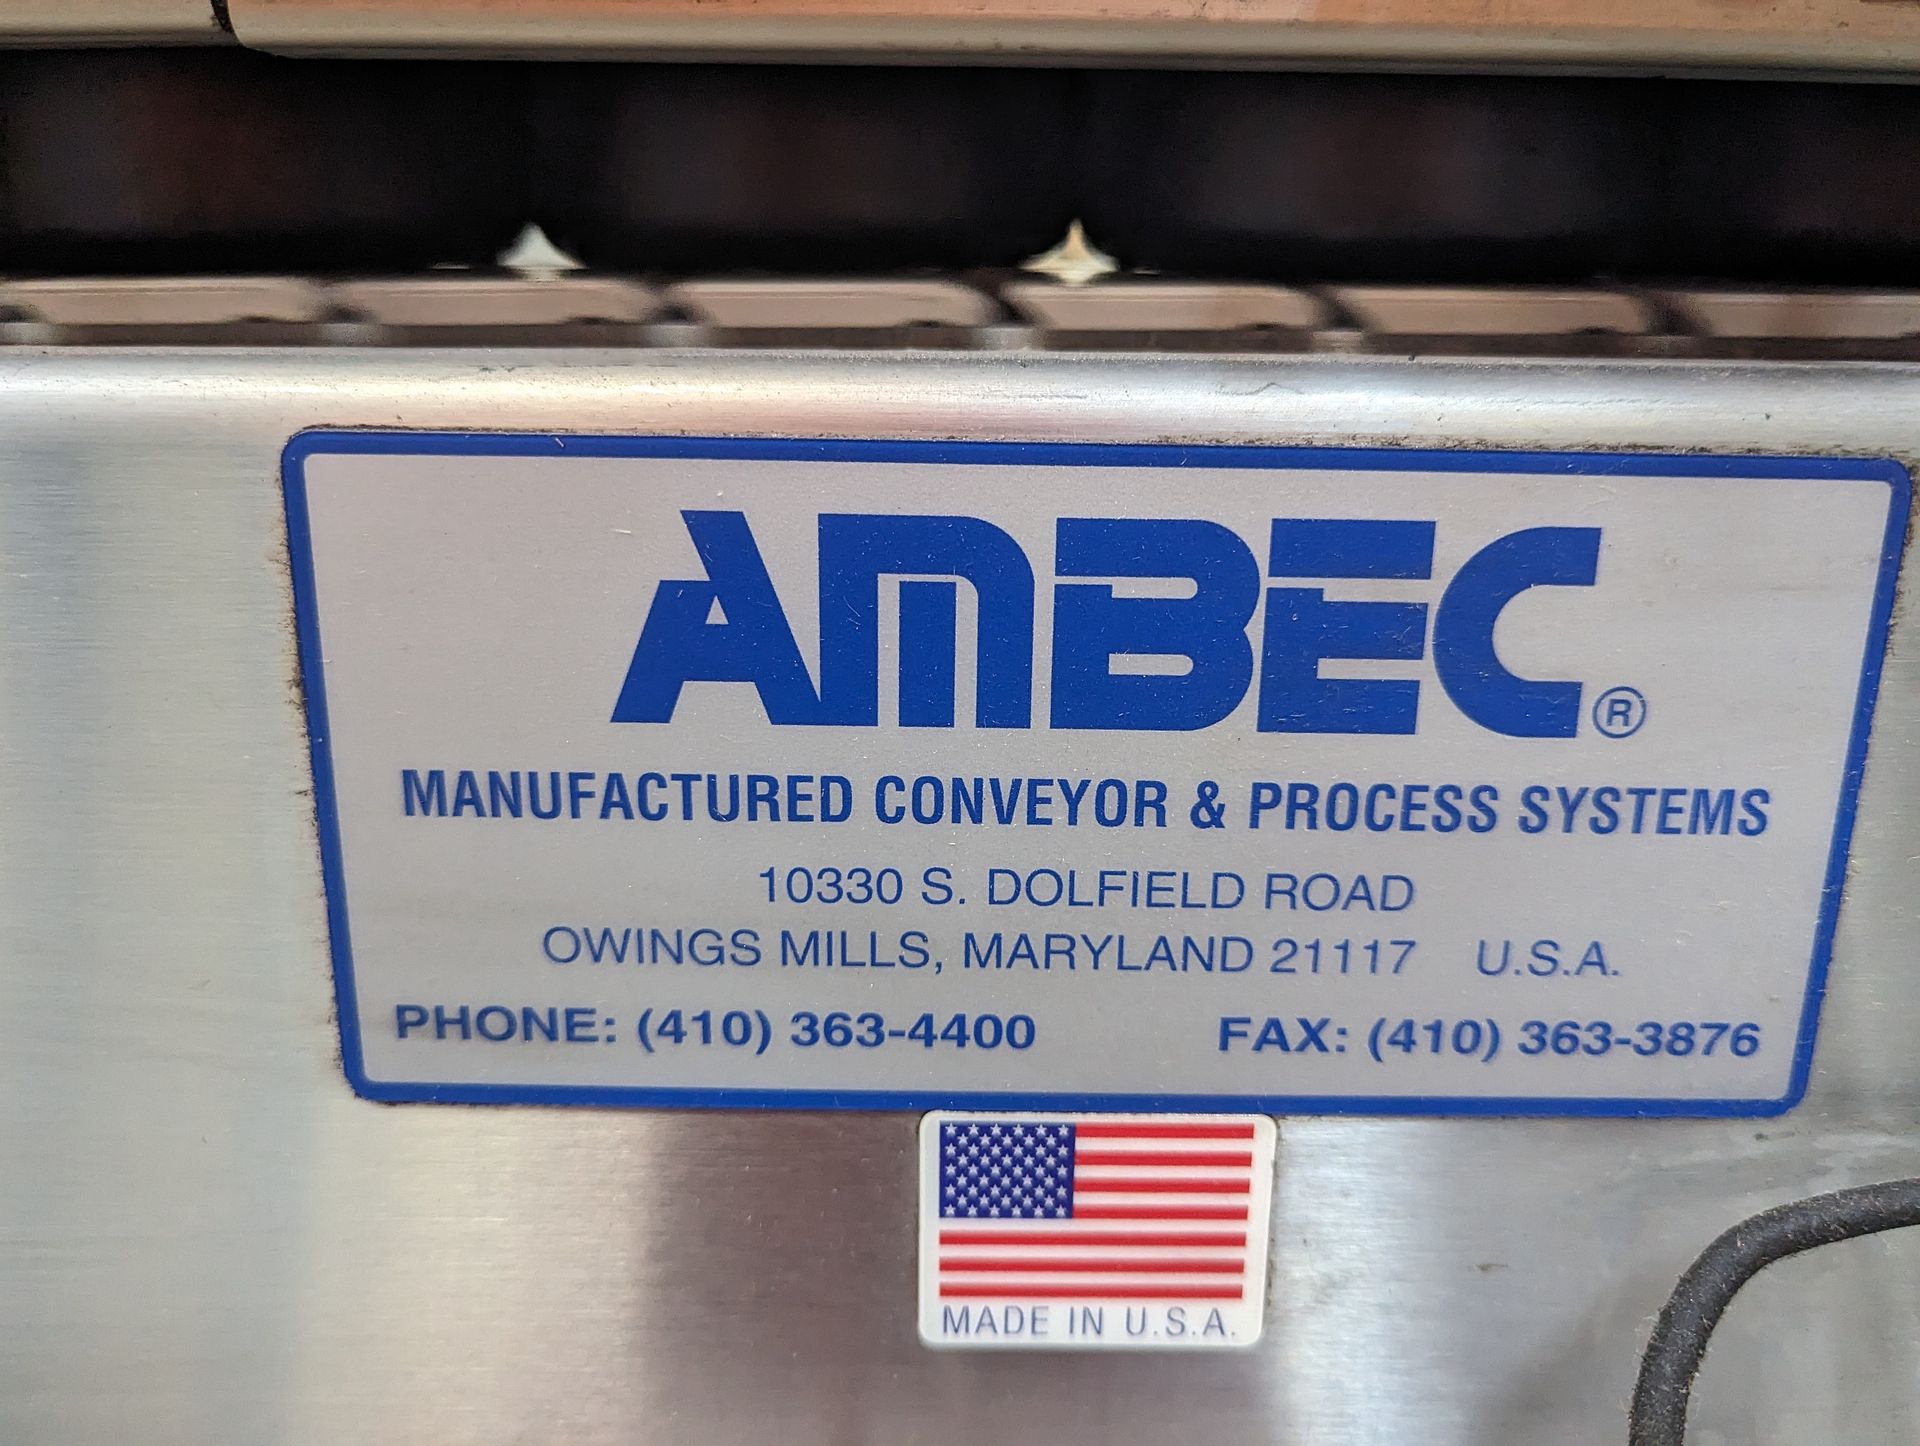 AMBEC®
MANUFACTURED CONVEYOR & PROCESS SYSTEMS
10330 S. DOLFIELD ROAD
OWINGS MILLS, MARYLAND 21117 U.S.A.
PHONE: (410) 363-4400 FAX: (410) 363-3876
MADE IN U.S.A.